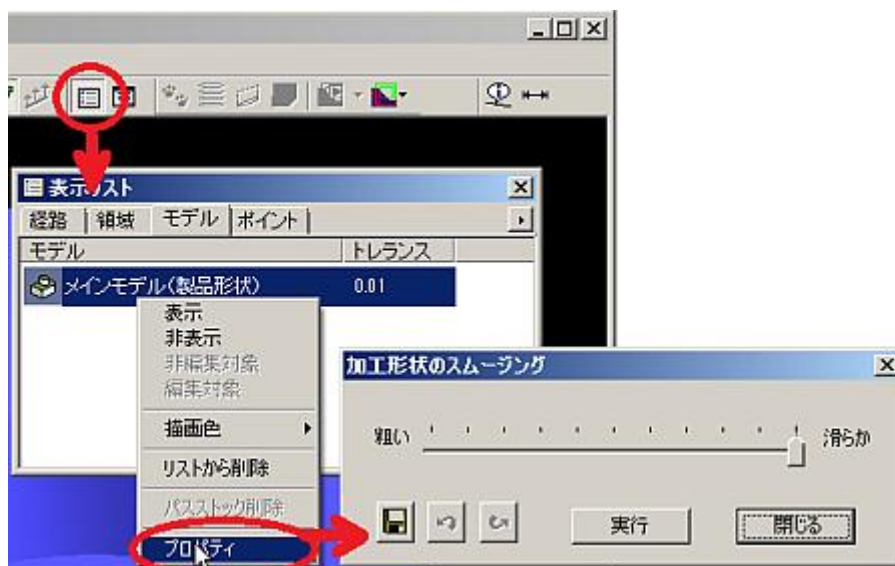 表示リスト
経路 領域 モデル ポイント
モデル トレランス
メインモデル(製品形状) 0.01
表示
非表示
非編集対象
編集対象
描画色
リストから削除
パスストック削除
プロパティ
加工形状のスムージング
粗い 滑らか
実行 閉じる